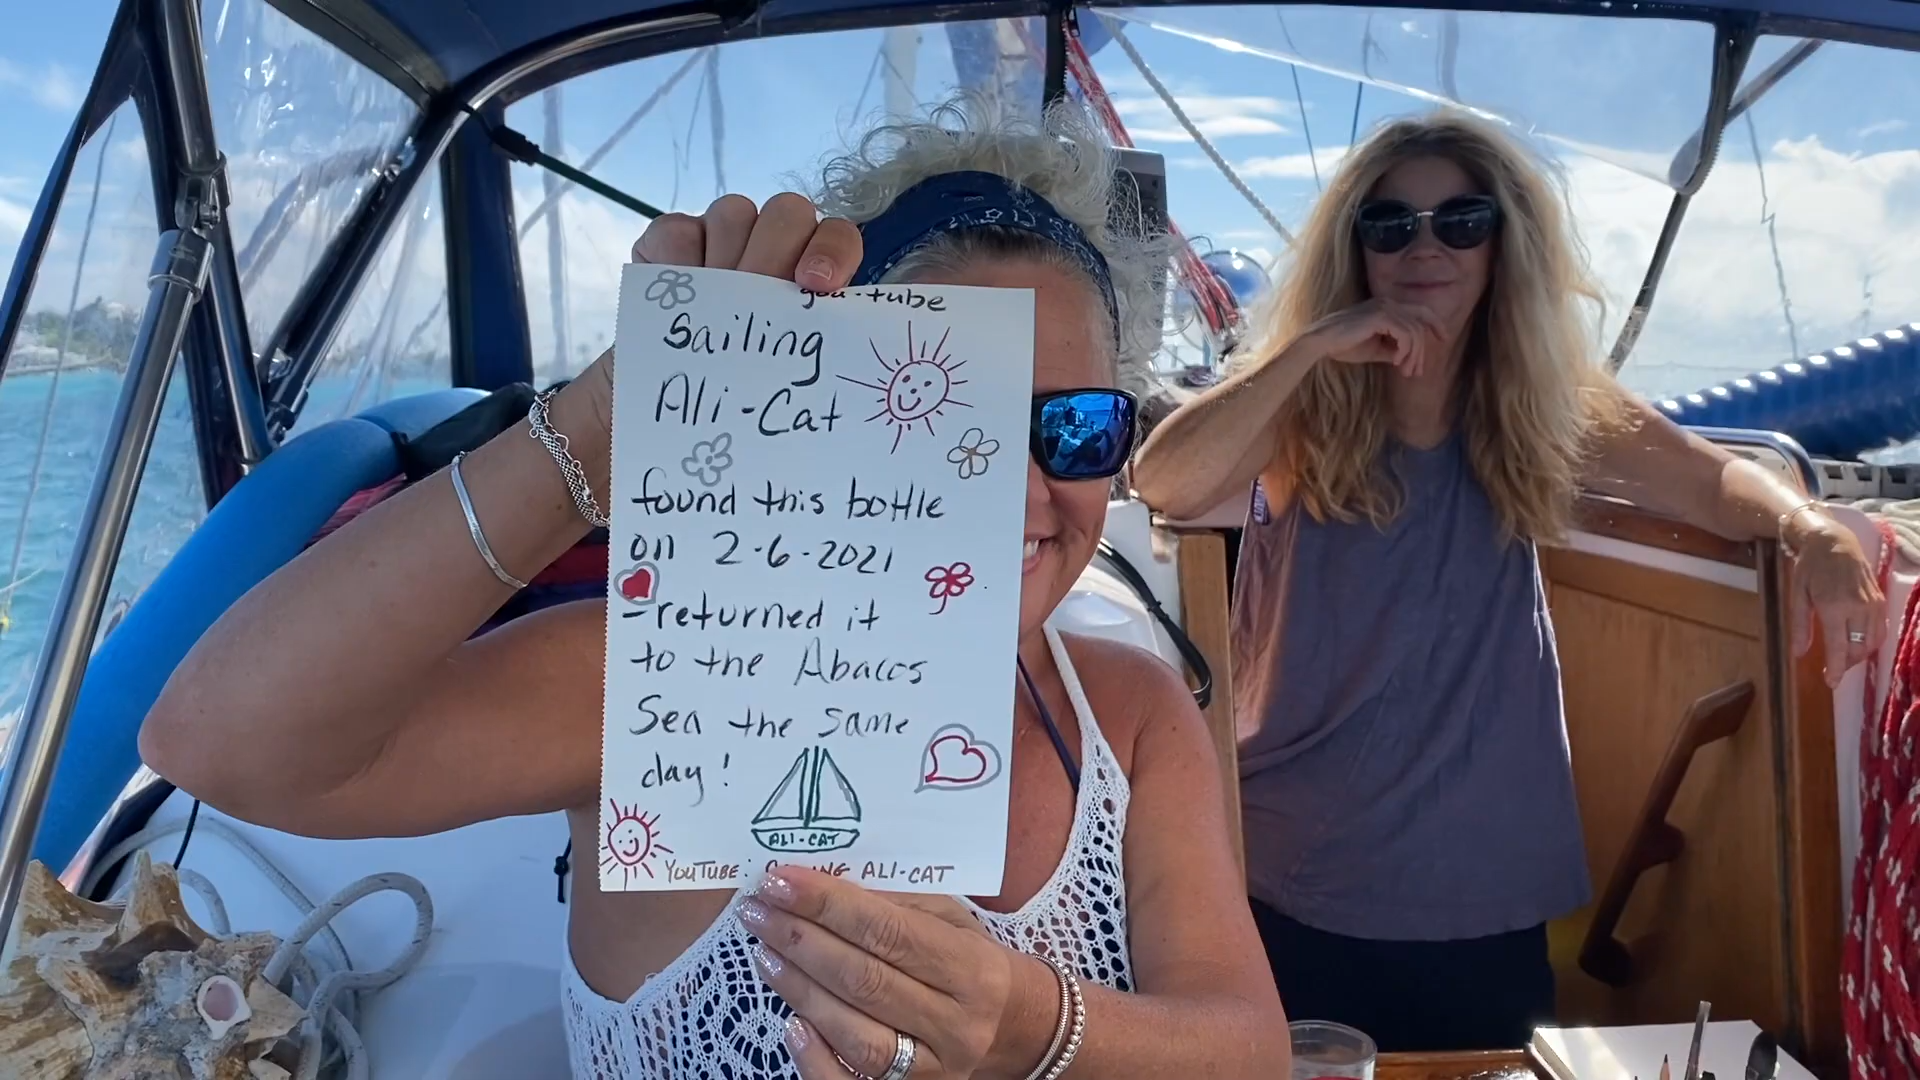 you-tube
Sailing
Ali-Cat
found this bottle
on 2-6-2021
-returned it
to the Abacos
Sea the same
day!
ALI-CAT
YOUTUBE: ALI-CAT